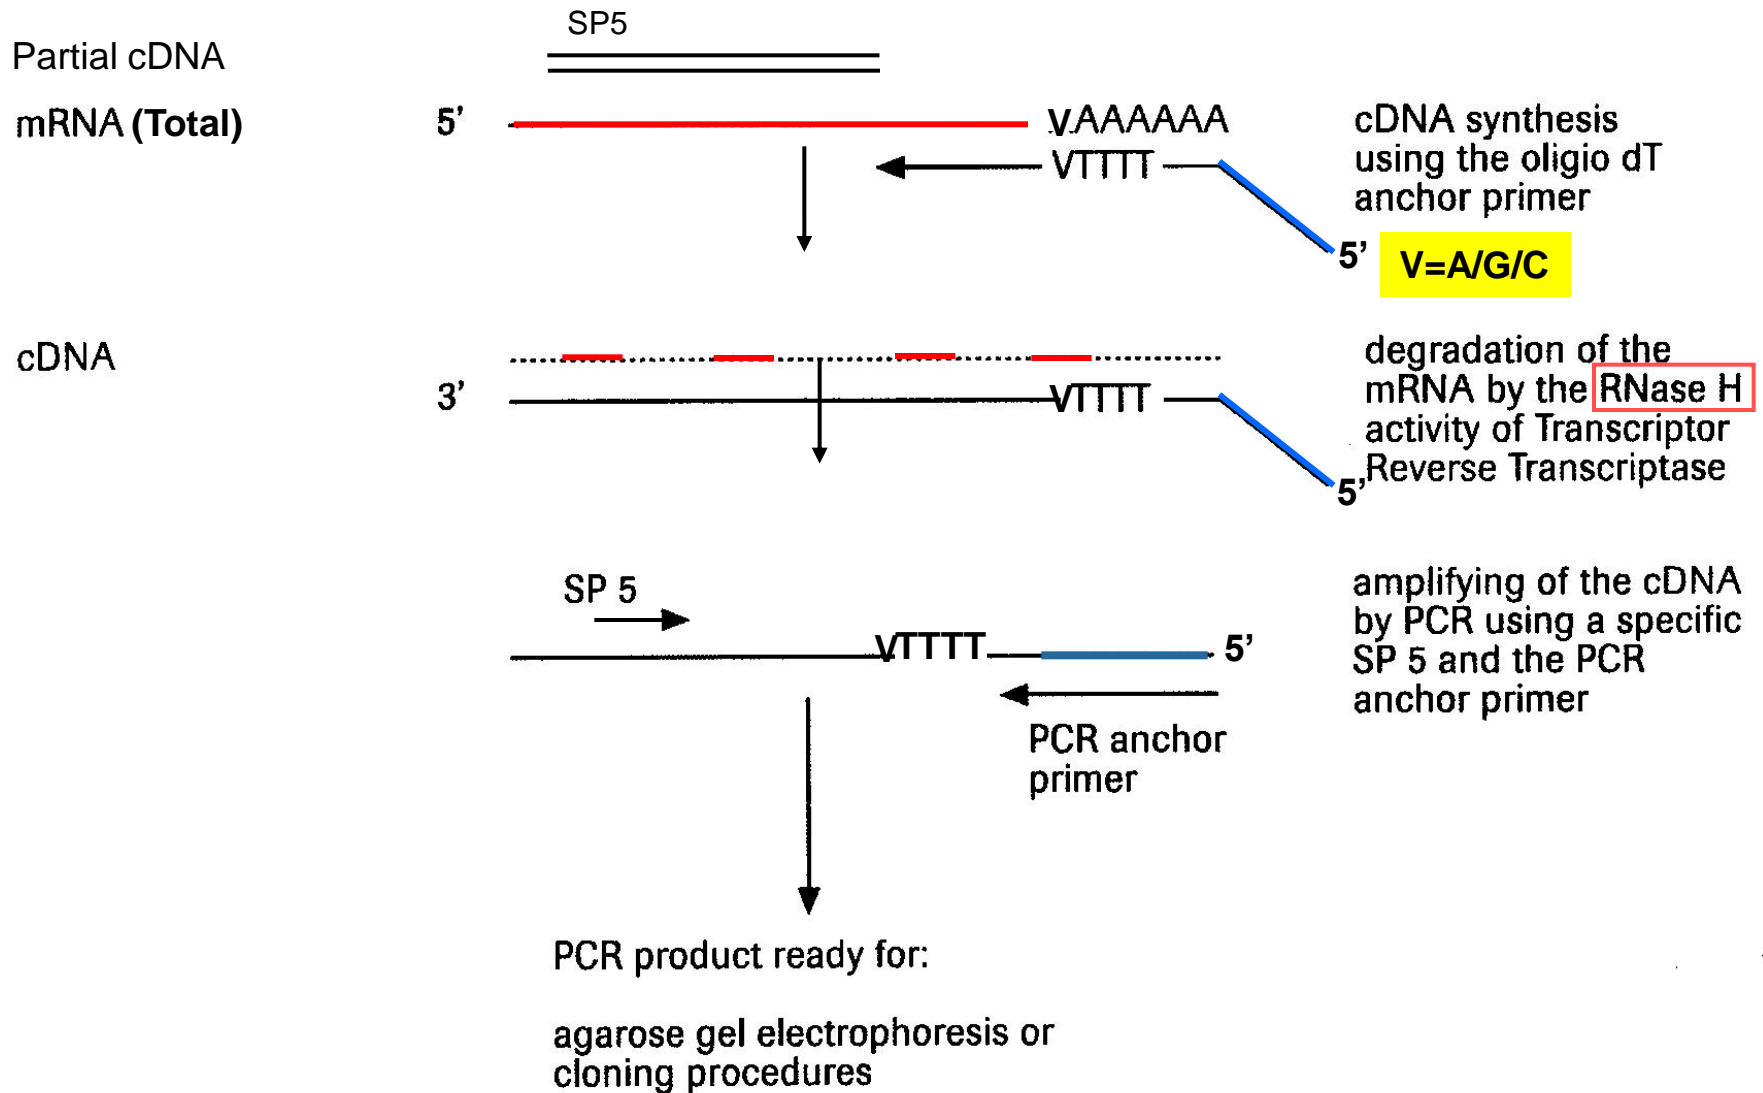 SP5
Partial cDNA
mRNA (Total)
5’
VAAAAAA
cDNA synthesis
using the oligio dT
anchor primer
VTTTT
5’
V=A/G/C
cDNA
3’
VTTTT
5’
degradation of the
mRNA by the RNase H
activity of Transcriptor
Reverse Transcriptase
SP 5
VTTTT
5’
PCR anchor
primer
amplifying of the cDNA
by PCR using a specific
SP 5 and the PCR
anchor primer
PCR product ready for:
agarose gel electrophoresis or
cloning procedures